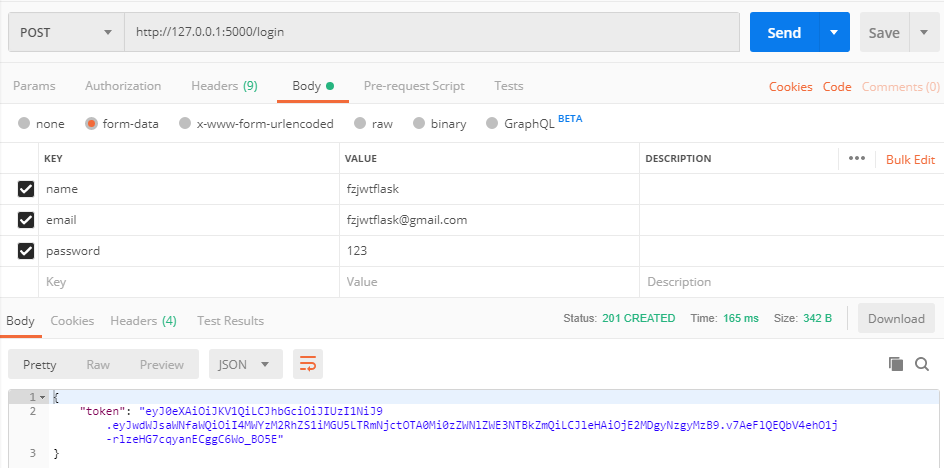 POST http://127.0.0.1:5000/login Send Save
Params Authorization Headers (9) Body Pre-request Script Tests Cookies Code Comments (0)
none form-data x-www-form-urlencoded raw binary GraphQL BETA
KEY VALUE DESCRIPTION ••• Bulk Edit
name fzjwtflask
email fzjwtflask@gmail.com
password 123
Key Value Description
Body Cookies Headers (4) Test Results Status: 201 CREATED Time: 165 ms Size: 342 B Download
Pretty Raw Preview JSON
1 {
2 "token": "eyJ0eXAiOiJKV1QiLCJhbGciOiJIUzI1NiJ9
.eyJwdWJsaWNfaWQiOiI4MWYzM2RhZS1iMGU5LTRmNjctOTA0Mi0zZWNlZWE3NTBkZmQiLCJleHAiOjE2MDgyNzgyMzB9.v7AeFlQEQbV4ehO1j
-rlzeHG7cqyanECggC6Wo_BO5E"
3 }